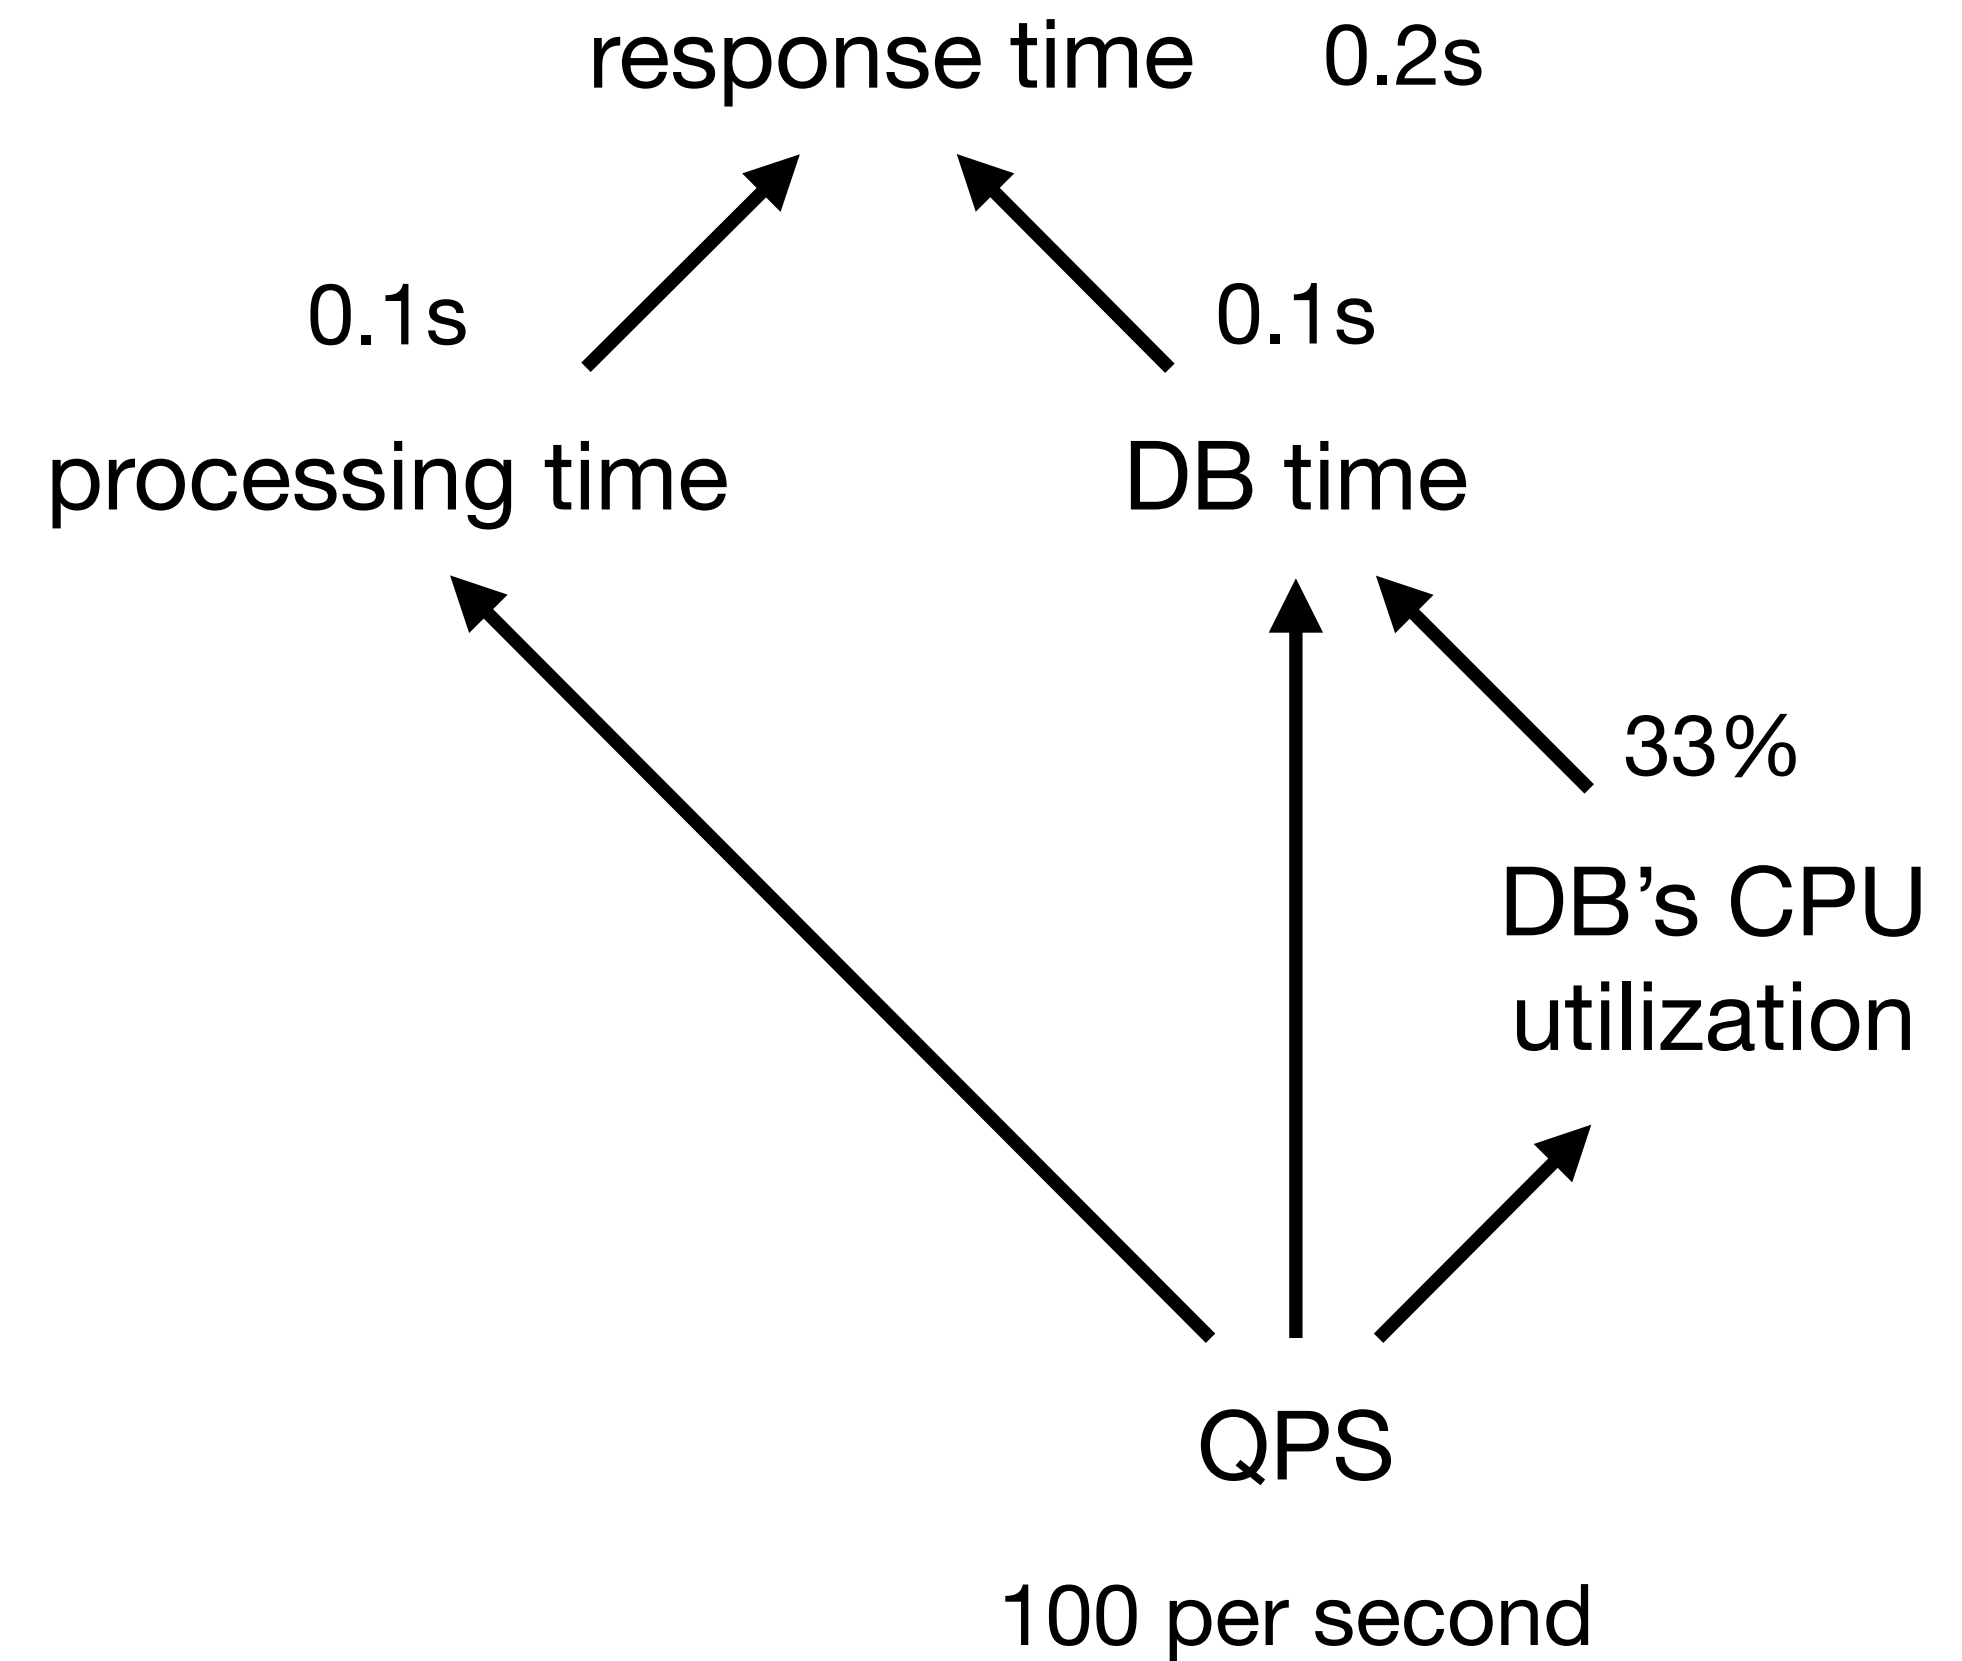 response time 0.2s
0.1s 0.1s
processing time DB time
33%
DB’s CPU
utilization
QPS
100 per second